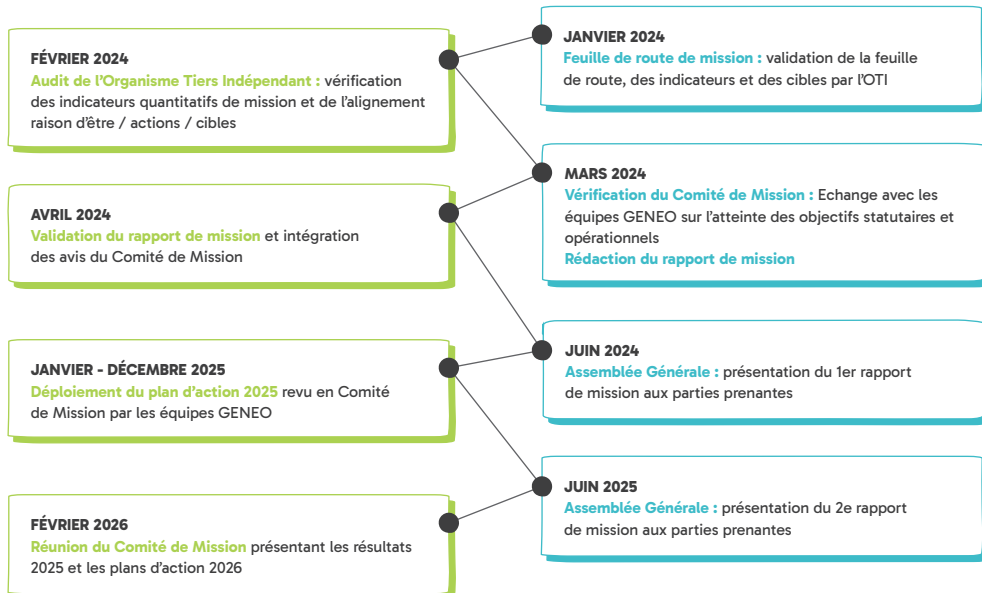 JANVIER 2024
Feuille de route de mission : validation de la feuille
de route, des indicateurs et des cibles par l'OTI
FÉVRIER 2024
Audit de l'Organisme Tiers Indépendant : vérification
des indicateurs quantitatifs de mission et de l'alignement
raison d'être / actions / cibles
MARS 2024
Vérification du Comité de Mission : Echange avec les
équipes GENEO sur l'atteinte des objectifs statutaires et
opérationnels
Rédaction du rapport de mission
AVRIL 2024
Validation du rapport de mission et intégration
des avis du Comité de Mission
JUIN 2024
Assemblée Générale : présentation du 1er rapport
de mission aux parties prenantes
JANVIER - DÉCEMBRE 2025
Déploiement du plan d'action 2025 revu en Comité
de Mission par les équipes GENEO
JUIN 2025
Assemblée Générale : présentation du 2e rapport
de mission aux parties prenantes
FÉVRIER 2026
Réunion du Comité de Mission présentant les résultats
2025 et les plans d'action 2026